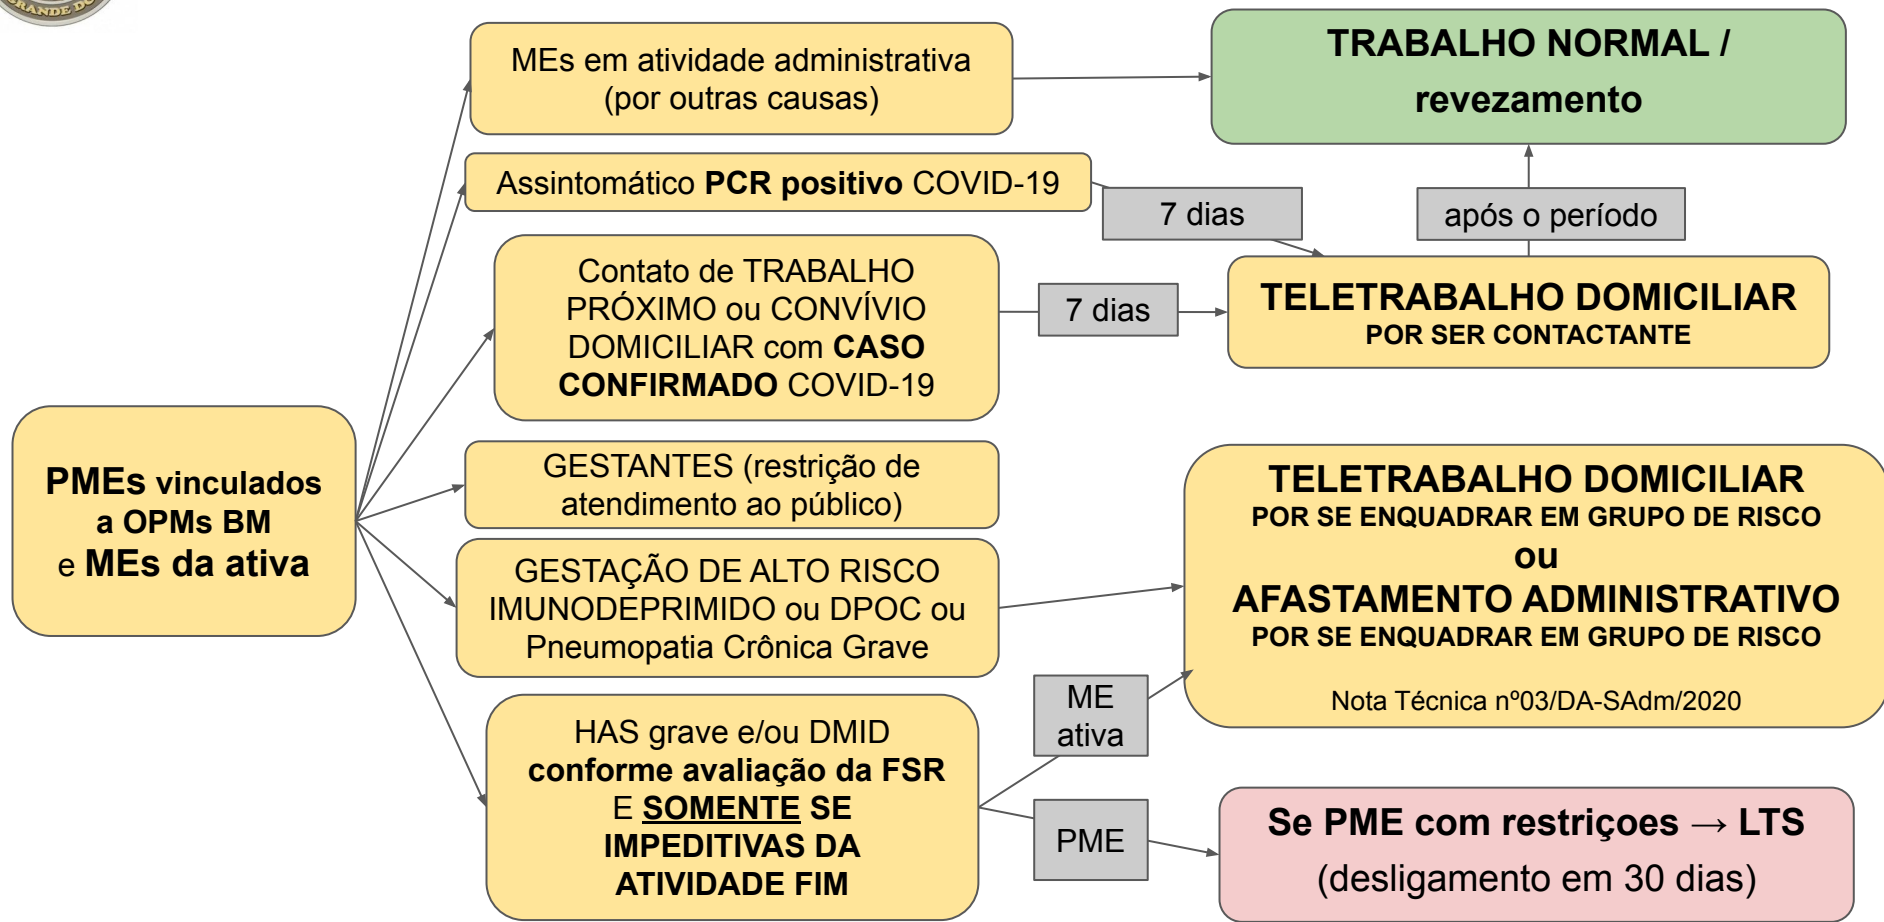 GRANDE DO
MEs em atividade administrativa
(por outras causas)
TRABALHO NORMAL /
revezamento
Assintomático PCR positivo COVID-19
7 dias
após o período
Contato de TRABALHO
PRÓXIMO ou CONVÍVIO
DOMICILIAR com CASO
CONFIRMADO COVID-19
7 dias
TELETRABALHO DOMICILIAR
POR SER CONTACTANTE
PMEs vinculados
a OPMs BM
e MEs da ativa
GESTANTES (restrição de
atendimento ao público)
GESTAÇÃO DE ALTO RISCO
IMUNODEPRIMIDO ou DPOC ou
Pneumopatia Crônica Grave
TELETRABALHO DOMICILIAR
POR SE ENQUADRAR EM GRUPO DE RISCO
ou
AFASTAMENTO ADMINISTRATIVO
POR SE ENQUADRAR EM GRUPO DE RISCO
Nota Técnica nº03/DA-SAdm/2020
HAS grave e/ou DMID
conforme avaliação da FSR
E SOMENTE SE
IMPEDITIVAS DA
ATIVIDADE FIM
ME
ativa
PME
Se PME com restriçoes → LTS
(desligamento em 30 dias)